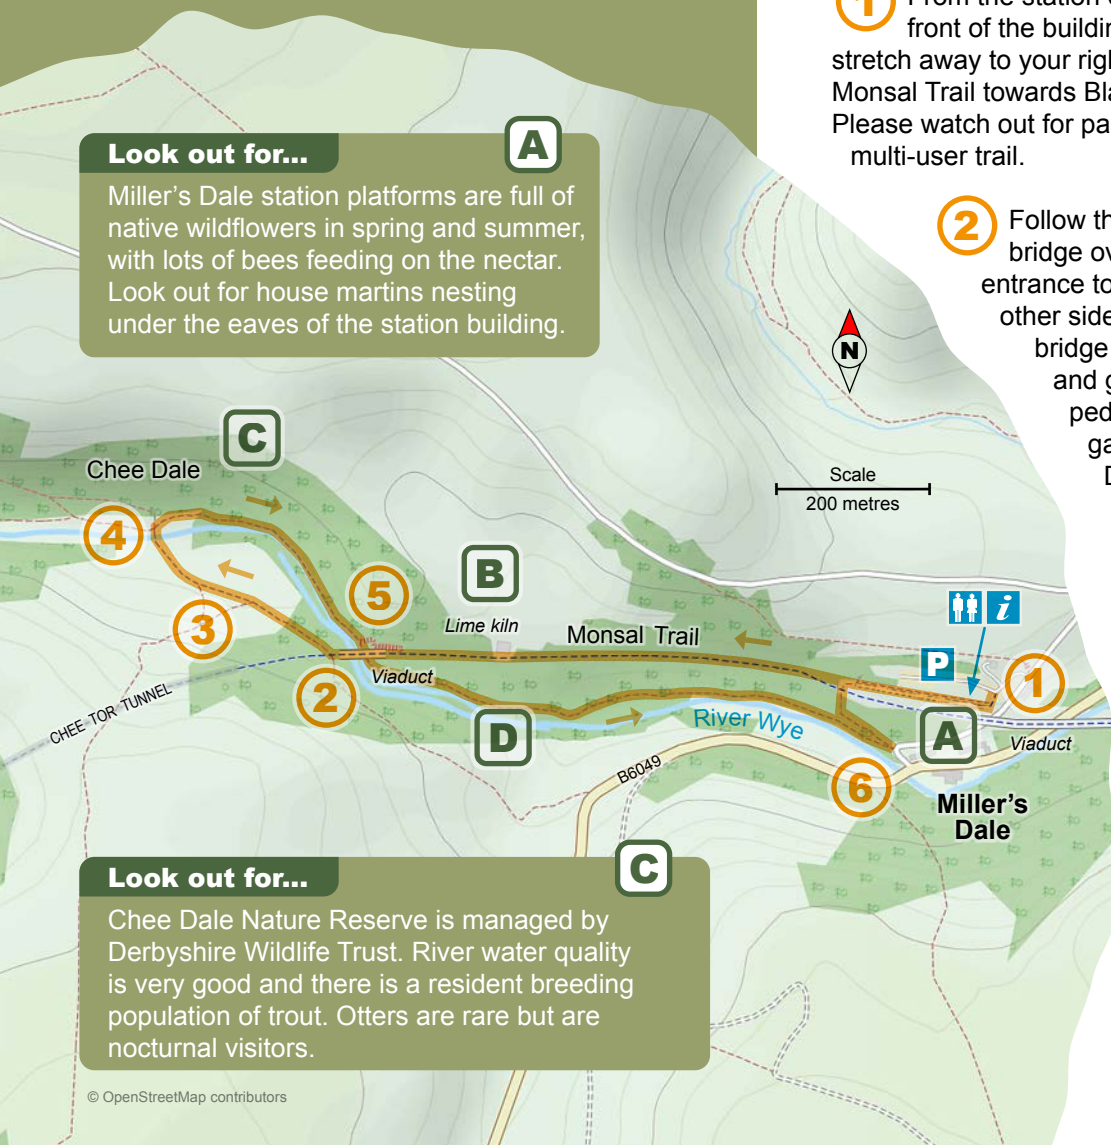 1 From the station
front of the buildin
stretch away to your righ
Monsal Trail towards Bla
Please watch out for pa
multi-user trail.
2 Follow th
bridge ov
entrance to
other side
bridge
and g
ped
ga
Look out for...
A
Miller's Dale station platforms are full of
native wildflowers in spring and summer,
with lots of bees feeding on the nectar.
Look out for house martins nesting
under the eaves of the station building.
N
Scale
200 metres
C
Chee Dale
4
5
B
Lime kiln
Monsal Trail
3
2
Viaduct
CHEE TOR TUNNEL
D
River Wye
P
i
1
A
Viaduct
B6049
6
Miller's
Dale
Look out for...
C
Chee Dale Nature Reserve is managed by
Derbyshire Wildlife Trust. River water quality
is very good and there is a resident breeding
population of trout. Otters are rare but are
nocturnal visitors.
© OpenStreetMap contributors